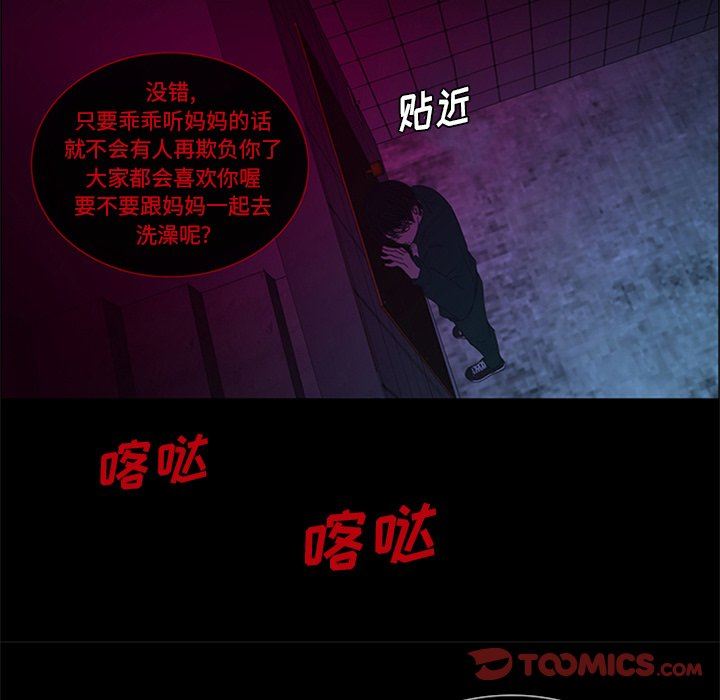 没错,
只要乖乖听妈妈的话
就不会有人再欺负你了
大家都会喜欢你喔
要不要跟妈妈一起去
洗澡呢?
贴近
喀哒
喀哒
TOOMICS.COM